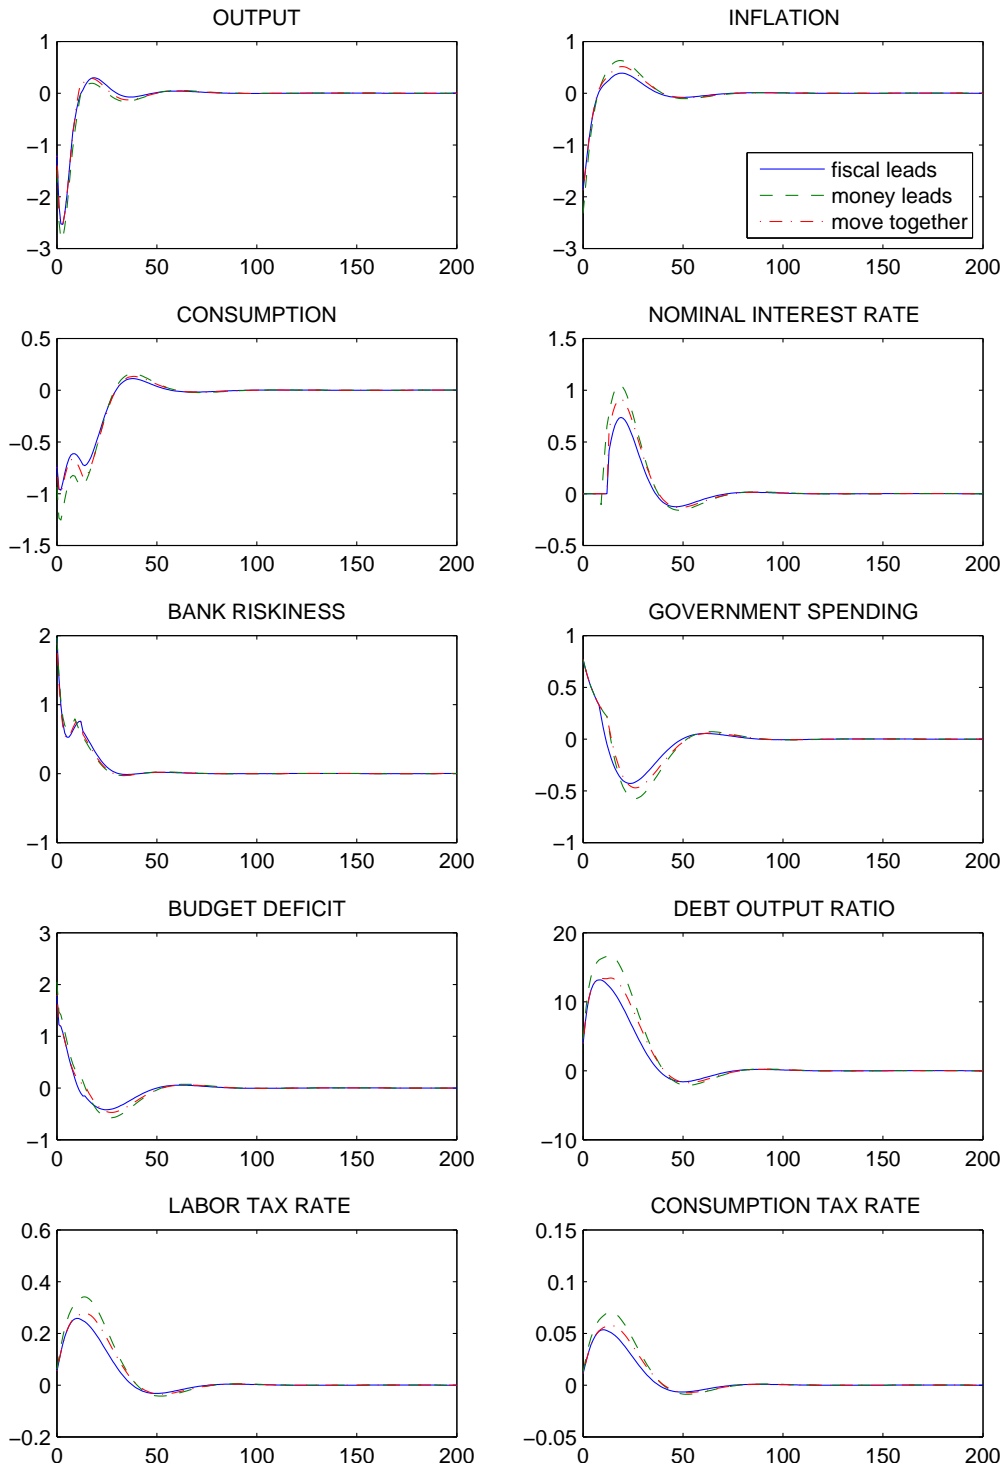 OUTPUT
1
0
−1
−2
−3
0 50 100 150 200
INFLATION
1
0
−1
−2
−3
0 50 100 150 200
fiscal leads
money leads
move together
CONSUMPTION
0.5
0
−0.5
−1
−1.5
0 50 100 150 200
NOMINAL INTEREST RATE
1.5
1
0.5
0
−0.5
0 50 100 150 200
BANK RISKINESS
2
1
0
−1
0 50 100 150 200
GOVERNMENT SPENDING
1
0.5
0
−0.5
−1
0 50 100 150 200
BUDGET DEFICIT
3
2
1
0
−1
0 50 100 150 200
DEBT OUTPUT RATIO
20
10
0
−10
0 50 100 150 200
LABOR TAX RATE
0.6
0.4
0.2
0
−0.2
0 50 100 150 200
CONSUMPTION TAX RATE
0.15
0.1
0.05
0
−0.05
0 50 100 150 200